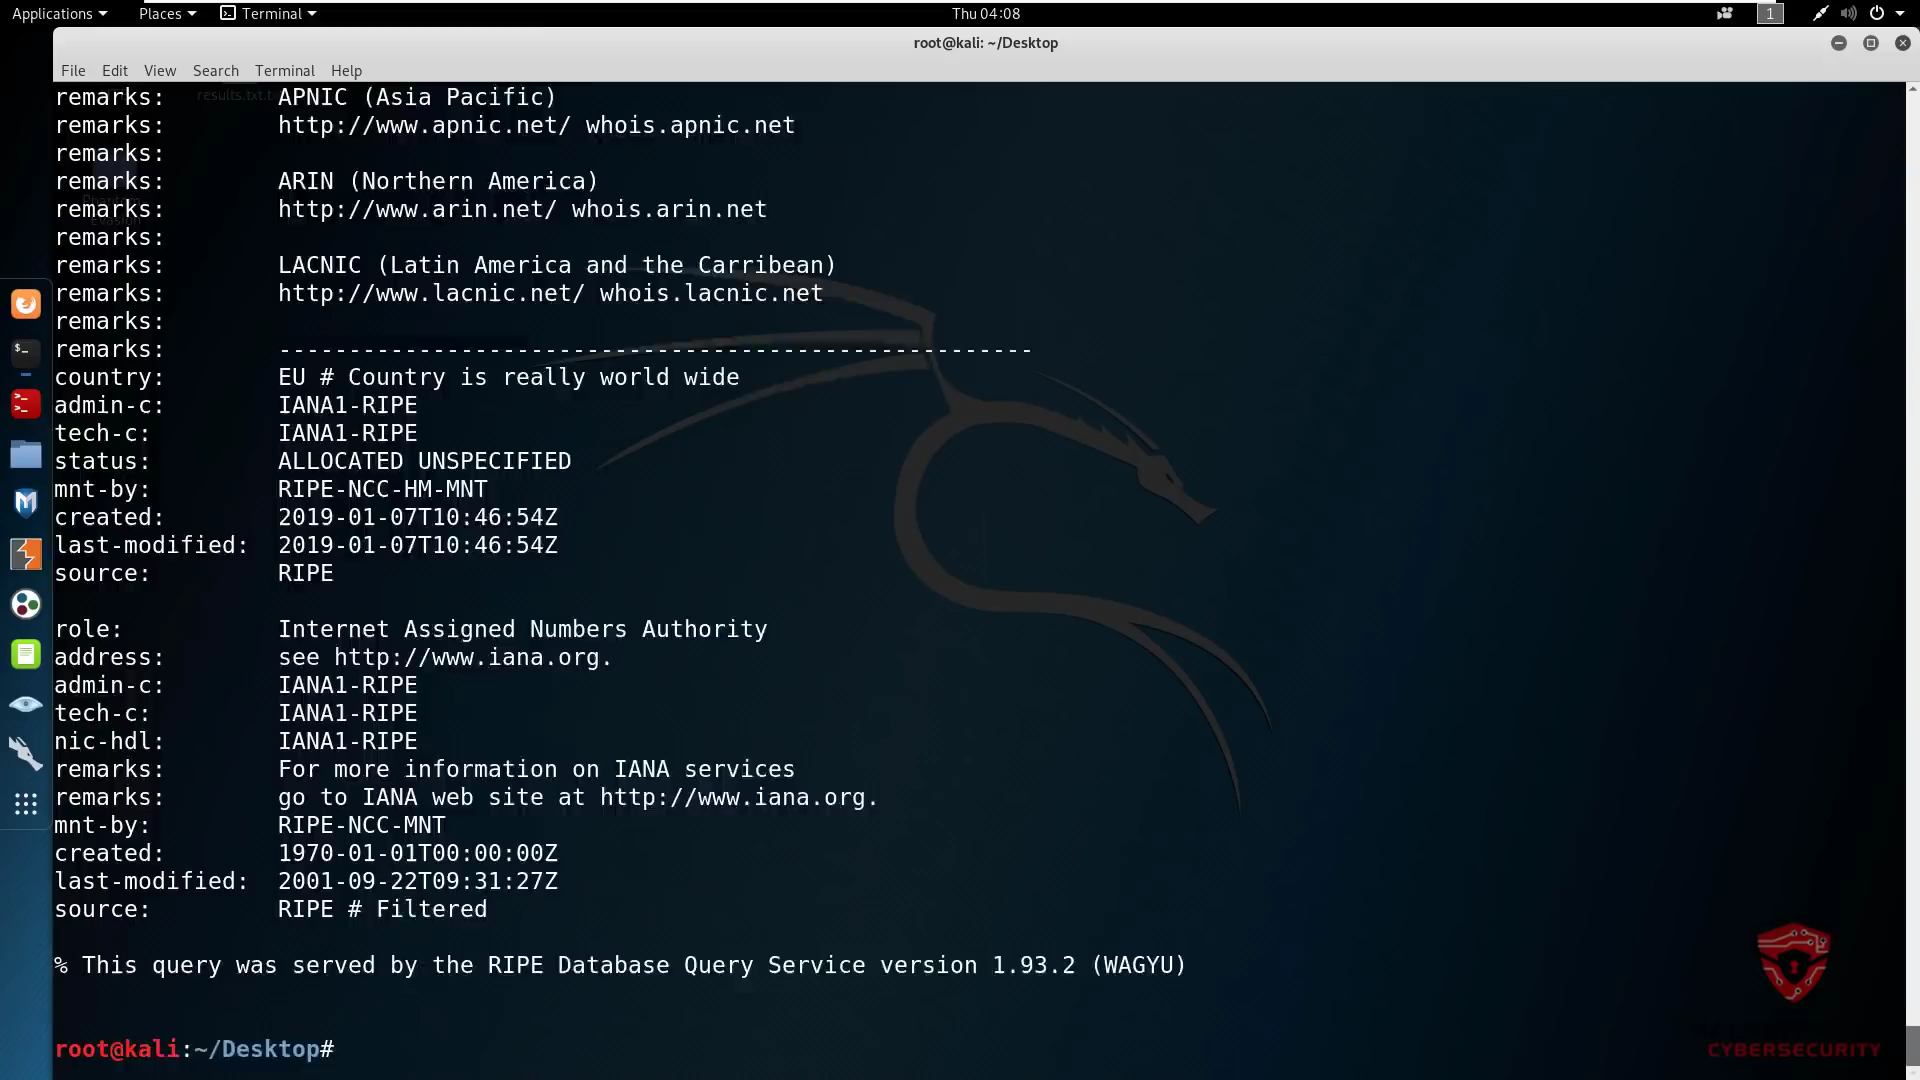 Applications Places Terminal Thu 04:08 1
root@kali: ~/Desktop
File Edit View Search Terminal Help
remarks: APNIC (Asia Pacific)
remarks: http://www.apnic.net/ whois.apnic.net
remarks:
remarks: ARIN (Northern America)
remarks: http://www.arin.net/ whois.arin.net
remarks:
remarks: LACNIC (Latin America and the Carribean)
remarks: http://www.lacnic.net/ whois.lacnic.net
remarks:
remarks: ------------------------------------------------------
country: EU # Country is really world wide
admin-c: IANA1-RIPE
tech-c: IANA1-RIPE
status: ALLOCATED UNSPECIFIED
mnt-by: RIPE-NCC-HM-MNT
created: 2019-01-07T10:46:54Z
last-modified: 2019-01-07T10:46:54Z
source: RIPE
role: Internet Assigned Numbers Authority
address: see http://www.iana.org.
admin-c: IANA1-RIPE
tech-c: IANA1-RIPE
nic-hdl: IANA1-RIPE
remarks: For more information on IANA services
remarks: go to IANA web site at http://www.iana.org.
mnt-by: RIPE-NCC-MNT
created: 1970-01-01T00:00:00Z
last-modified: 2001-09-22T09:31:27Z
source: RIPE # Filtered
% This query was served by the RIPE Database Query Service version 1.93.2 (WAGYU)
root@kali:~/Desktop#
CYBERSECURITY